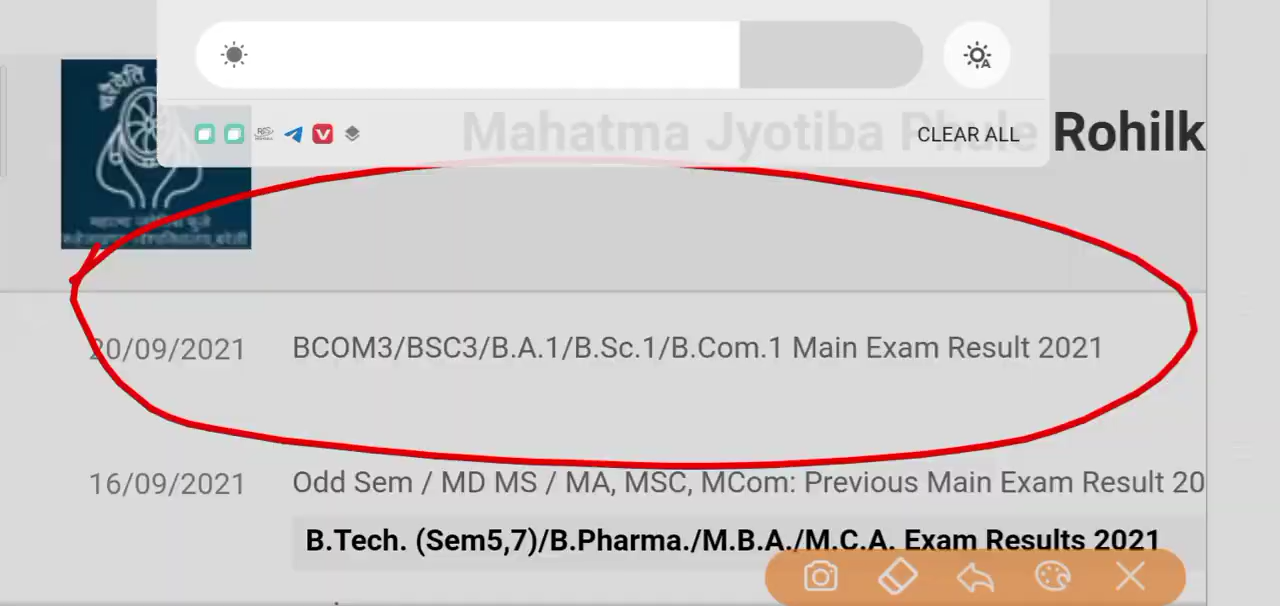 चरैवेति
CLEAR ALL
Mahatma Jyotiba Phule Rohilk
महात्मा ज्योतिबा फुले
20/09/2021 BCOM3/BSC3/B.A.1/B.Sc.1/B.Com.1 Main Exam Result 2021
16/09/2021 Odd Sem / MD MS / MA, MSC, MCom: Previous Main Exam Result 20
B.Tech. (Sem5,7)/B.Pharma./M.B.A./M.C.A. Exam Results 2021